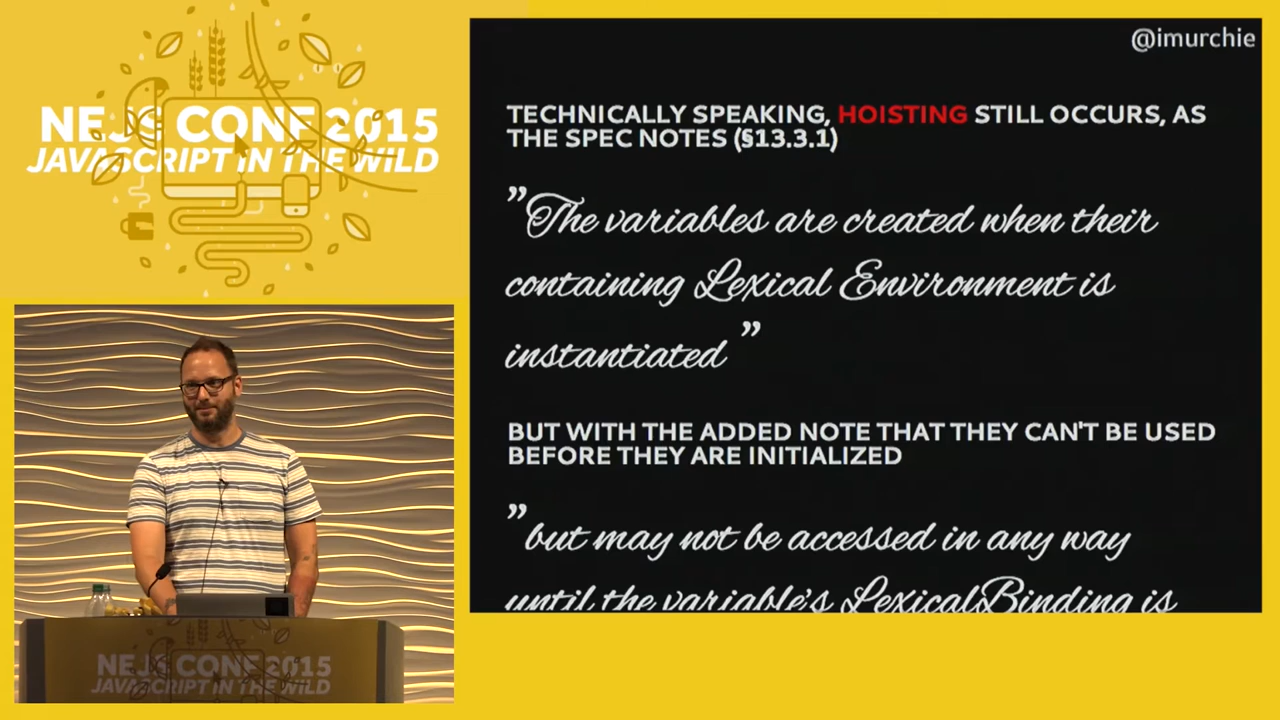 NEJS CONF 2015
JAVASCRIPT IN THE WILD
@imurchie
TECHNICALLY SPEAKING, HOISTING STILL OCCURS, AS
THE SPEC NOTES (§13.3.1)
”The variables are created when their
containing Lexical Environment is
instantiated”
BUT WITH THE ADDED NOTE THAT THEY CAN'T BE USED
BEFORE THEY ARE INITIALIZED
”but may not be accessed in any way
until the variable's LexicalBinding is
NEJS CONF 2015
JAVASCRIPT IN THE WILD